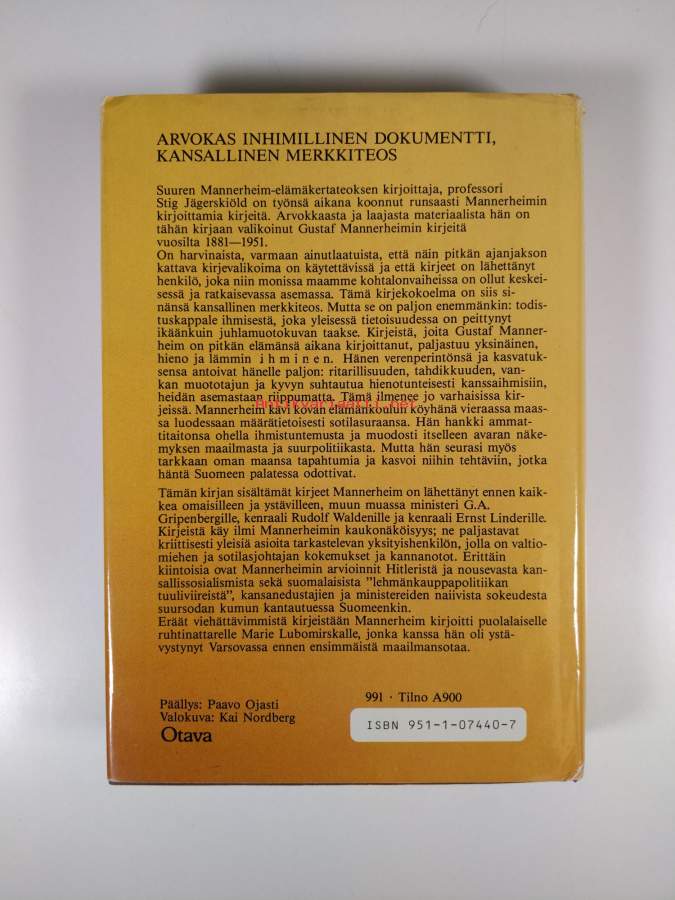 ARVOKAS INHIMILLINEN DOKUMENTTI,
KANSALLINEN MERKKITEOS
Suuren Mannerheim-elämäkertateoksen kirjoittaja, professori
Stig Jägerskiöld on työnsä aikana koonnut runsaasti Mannerheimin
kirjoittamia kirjeitä. Arvokkaasta ja laajasta materiaalista hän on
tähän kirjaan valikoinut Gustaf Mannerheimin kirjeitä
vuosilta 1881—1951.
On harvinaista, varmaan ainutlaatuista, että näin pitkän ajanjakson
kattava kirjevalikoima on käytettävissä ja että kirjeet on lähettänyt
henkilö, joka niin monissa maamme kohtalonvaiheissa on ollut keskei-
sessä ja ratkaisevassa asemassa. Tämä kirjekokoelma on siis si-
nänsä kansallinen merkkiteos. Mutta se on paljon enemmänkin: todis-
tuskappale ihmisestä, joka yleisessä tietoisuudessa on peittynyt
ikäänkuin juhlamuotokuvan taakse. Kirjeistä, joita Gustaf Manner-
heim on pitkän elämänsä aikana kirjoittanut, paljastuu yksinäinen,
hieno ja lämmin ihminen. Hänen verenperintönsä ja kasvatuk-
sensa antoivat hänelle paljon: ritarillisuuden, tahdikkuuden, van-
kan muototajun ja kyvyn suhtautua hienotunteisesti kanssaihmisiin,
heidän asemastaan riippumatta. Tämä ilmenee jo varhaisissa kir-
jeissä. Mannerheim kävi kovan elämänkoulun köyhänä vieraassa maas-
sa luodessaan määrätietoisesti sotilasuraansa. Hän hankki ammat-
titaitonsa ohella ihmistuntemusta ja muodosti itselleen avaran näke-
myksen maailmasta ja suurpolitiikasta. Mutta hän seurasi myös
tarkkaan oman maansa tapahtumia ja kasvoi niihin tehtäviin, jotka
häntä Suomeen palatessa odottivat.
Tämän kirjan sisältämät kirjeet Mannerheim on lähettänyt ennen kaik-
kea omaisilleen ja ystävilleen, muun muassa ministeri G.A.
Gripenbergille, kenraali Rudolf Waldenille ja kenraali Ernst Linderille.
Kirjeistä käy ilmi Mannerheimin kaukonäköisyys; ne paljastavat
kriittisesti yleisiä asioita tarkastelevan yksityishenkilön, jolla on valtio-
miehen ja sotilasjohtajan kokemukset ja kannanotot. Erittäin
kiintoisia ovat Mannerheimin arvioinnit Hitleristä ja nousevasta kan-
sallissosialismista sekä suomalaisista "lehmänkauppapolitiikan
tuuliviireistä", kansanedustajien ja ministereiden naiivista sokeudesta
suursodan kumun kantautuessa Suomeenkin.
Eräät viehättävimmistä kirjeistään Mannerheim kirjoitti puolalaiselle
ruhtinattarelle Marie Lubomirskalle, jonka kanssa hän oli ystä-
vystynyt Varsovassa ennen ensimmäistä maailmansotaa.
Päällys: Paavo Ojasti
Valokuva: Kai Nordberg
Otava
991 · Tilno A900
ISBN 951-1-07440-7
Antikvariaatti.net